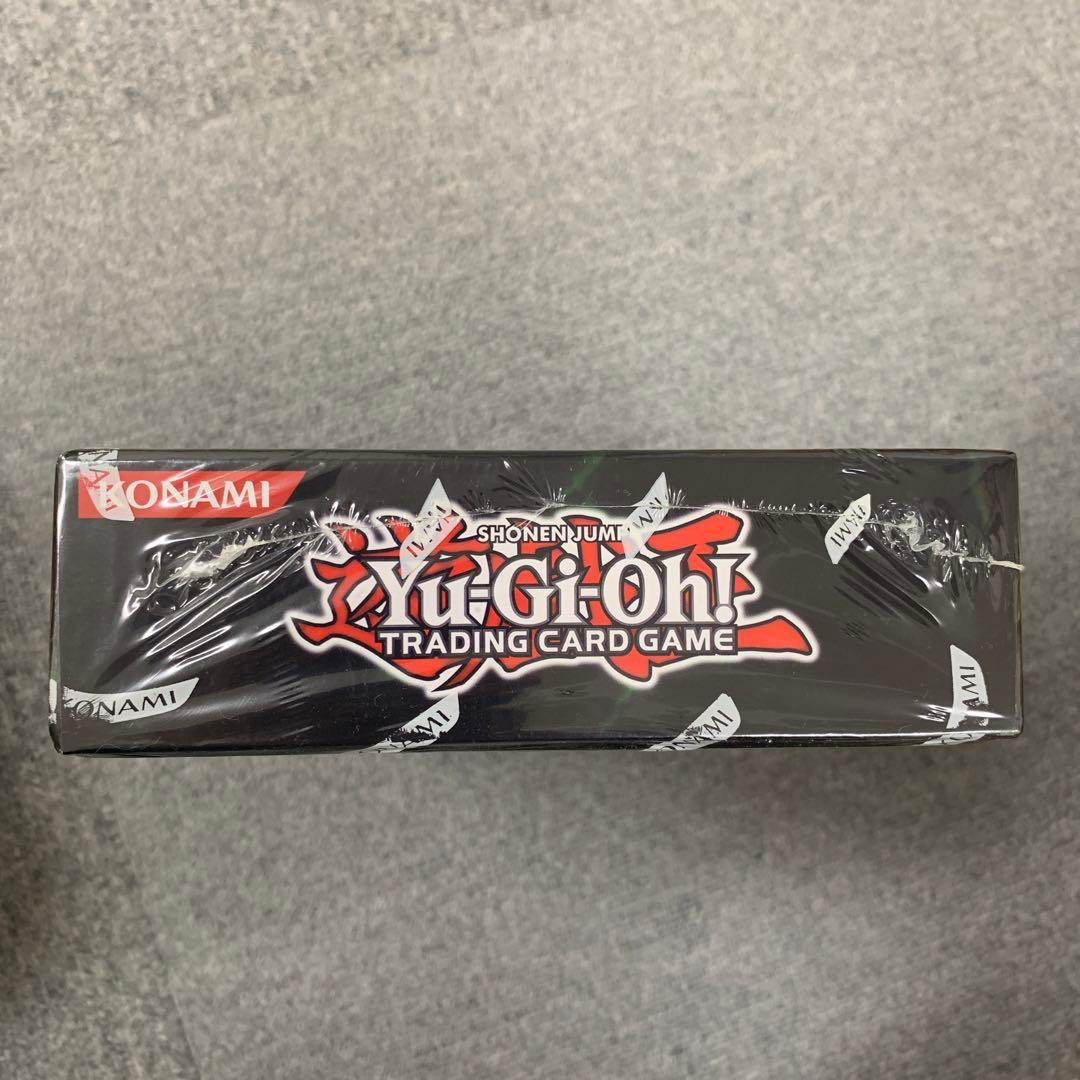 KONAMI
SHONEN JUMP
Yu-Gi-Oh!
TRADING CARD GAME
KONAMI